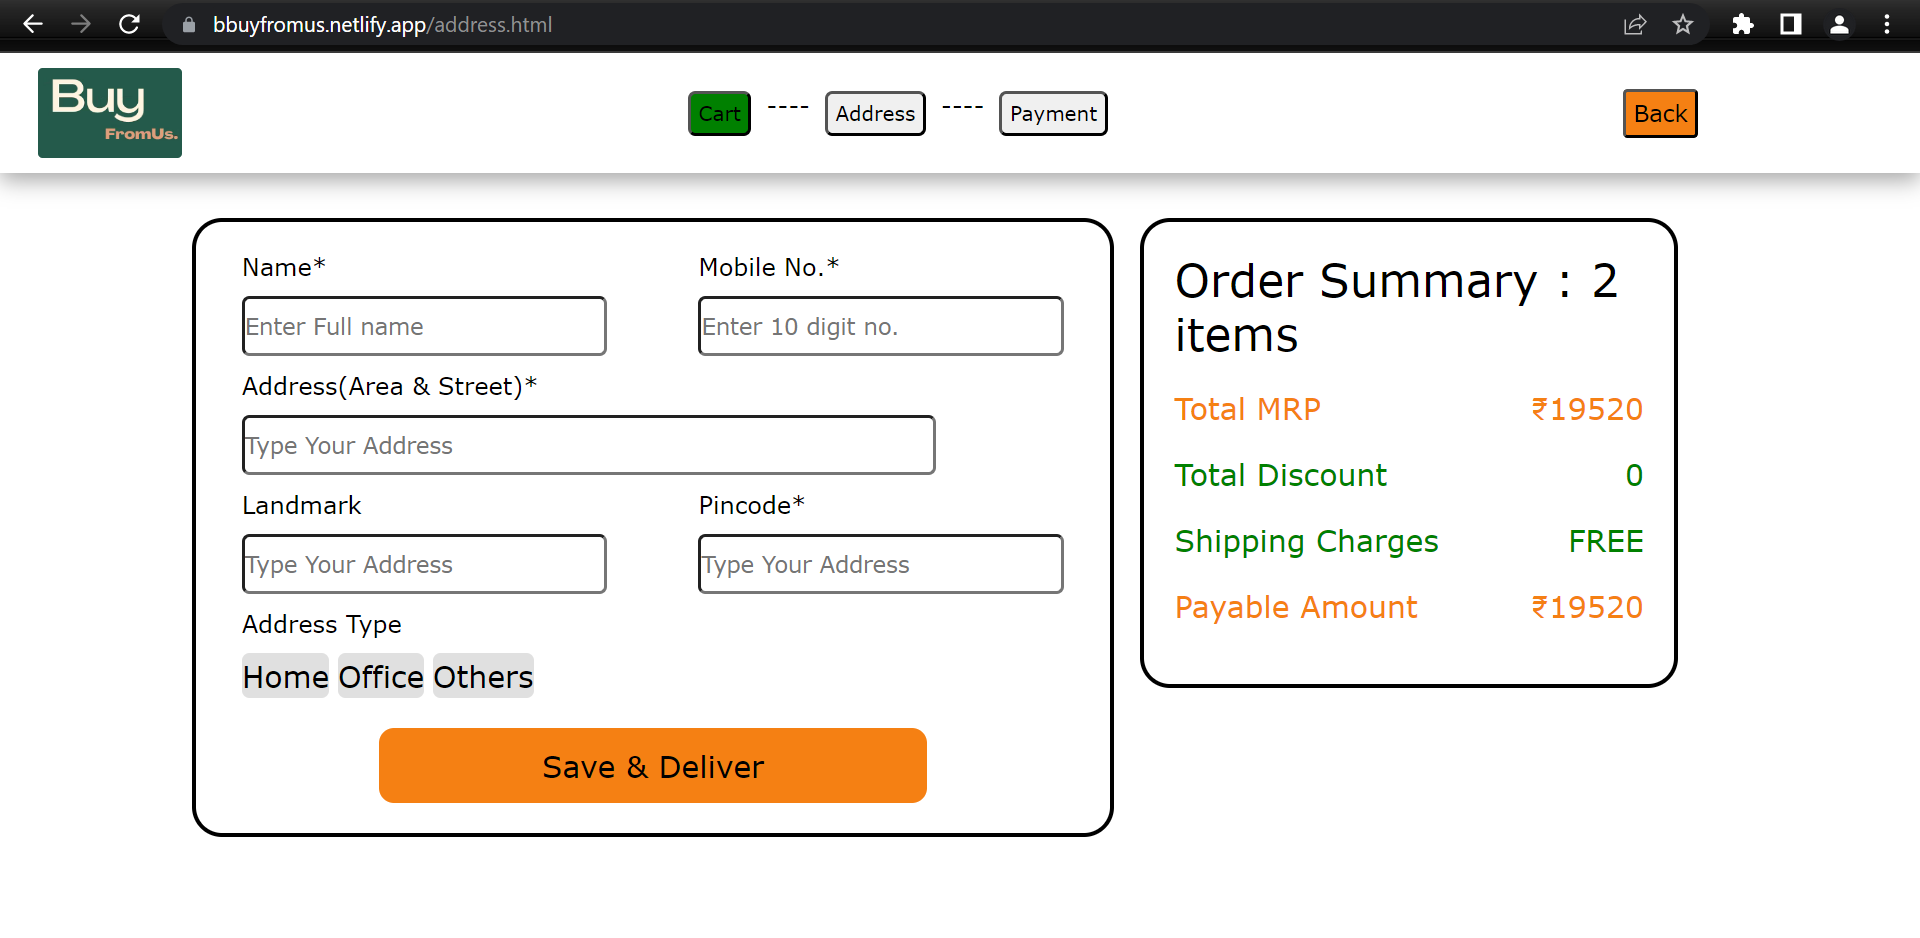 bbuyfromus.netlify.app/address.html
Buy
FromUs.
Cart ---- Address ---- Payment
Back
Name*
Mobile No.*
Enter Full name
Enter 10 digit no.
Address(Area & Street)*
Type Your Address
Landmark
Pincode*
Type Your Address
Type Your Address
Address Type
Home Office Others
Save & Deliver
Order Summary : 2
items
Total MRP ₹19520
Total Discount 0
Shipping Charges FREE
Payable Amount ₹19520